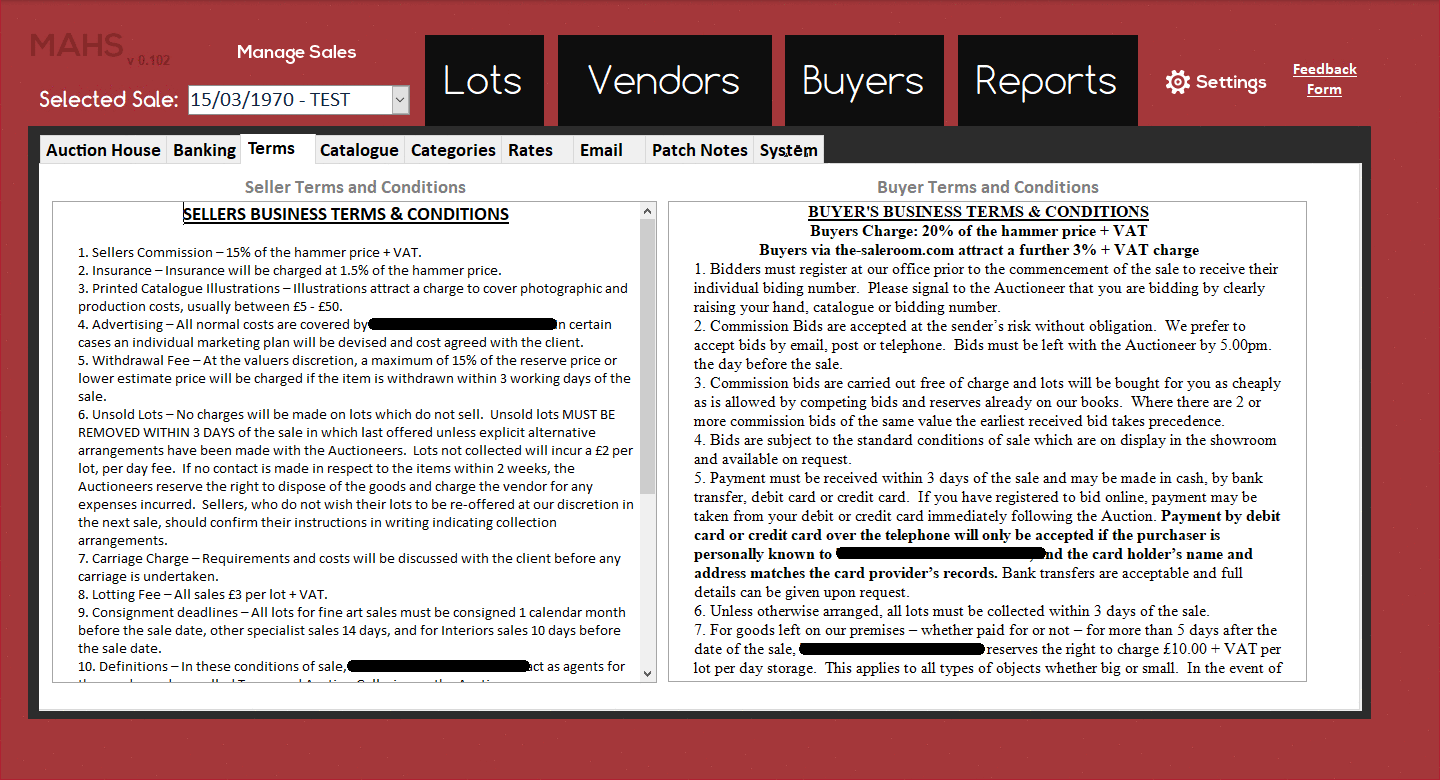 MAHS
v 0.102
Manage Sales
Selected Sale:
15/03/1970 - TEST
Lots
Vendors
Buyers
Reports
Settings
Feedback
Form
Auction House
Banking
Terms
Catalogue
Categories
Rates
Email
Patch Notes
System
Seller Terms and Conditions
SELLERS BUSINESS TERMS & CONDITIONS
1. Sellers Commission – 15% of the hammer price + VAT.
2. Insurance – Insurance will be charged at 1.5% of the hammer price.
3. Printed Catalogue Illustrations – Illustrations attract a charge to cover photographic and
production costs, usually between £5 - £50.
4. Advertising – All normal costs are covered by in certain
cases an individual marketing plan will be devised and cost agreed with the client.
5. Withdrawal Fee – At the valuers discretion, a maximum of 15% of the reserve price or
lower estimate price will be charged if the item is withdrawn within 3 working days of the
sale.
6. Unsold Lots – No charges will be made on lots which do not sell. Unsold lots MUST BE
REMOVED WITHIN 3 DAYS of the sale in which last offered unless explicit alternative
arrangements have been made with the Auctioneers. Lots not collected will incur a £2 per
lot, per day fee. If no contact is made in respect to the items within 2 weeks, the
Auctioneers reserve the right to dispose of the goods and charge the vendor for any
expenses incurred. Sellers, who do not wish their lots to be re-offered at our discretion in
the next sale, should confirm their instructions in writing indicating collection
arrangements.
7. Carriage Charge – Requirements and costs will be discussed with the client before any
carriage is undertaken.
8. Lotting Fee – All sales £3 per lot + VAT.
9. Consignment deadlines – All lots for fine art sales must be consigned 1 calendar month
before the sale date, other specialist sales 14 days, and for Interiors sales 10 days before
the sale date.
10. Definitions – In these conditions of sale, act as agents for
Buyer Terms and Conditions
BUYER'S BUSINESS TERMS & CONDITIONS
Buyers Charge: 20% of the hammer price + VAT
Buyers via the-saleroom.com attract a further 3% + VAT charge
1. Bidders must register at our office prior to the commencement of the sale to receive their
individual biding number. Please signal to the Auctioneer that you are bidding by clearly
raising your hand, catalogue or bidding number.
2. Commission Bids are accepted at the sender's risk without obligation. We prefer to
accept bids by email, post or telephone. Bids must be left with the Auctioneer by 5.00pm.
the day before the sale.
3. Commission bids are carried out free of charge and lots will be bought for you as cheaply
as is allowed by competing bids and reserves already on our books. Where there are 2 or
more commission bids of the same value the earliest received bid takes precedence.
4. Bids are subject to the standard conditions of sale which are on display in the showroom
and available on request.
5. Payment must be received within 3 days of the sale and may be made in cash, by bank
transfer, debit card or credit card. If you have registered to bid online, payment may be
taken from your debit or credit card immediately following the Auction. Payment by debit
card or credit card over the telephone will only be accepted if the purchaser is
personally known to nd the card holder's name and
address matches the card provider's records. Bank transfers are acceptable and full
details can be given upon request.
6. Unless otherwise arranged, all lots must be collected within 3 days of the sale.
7. For goods left on our premises – whether paid for or not – for more than 5 days after the
date of the sale, reserves the right to charge £10.00 + VAT per
lot per day storage. This applies to all types of objects whether big or small. In the event of